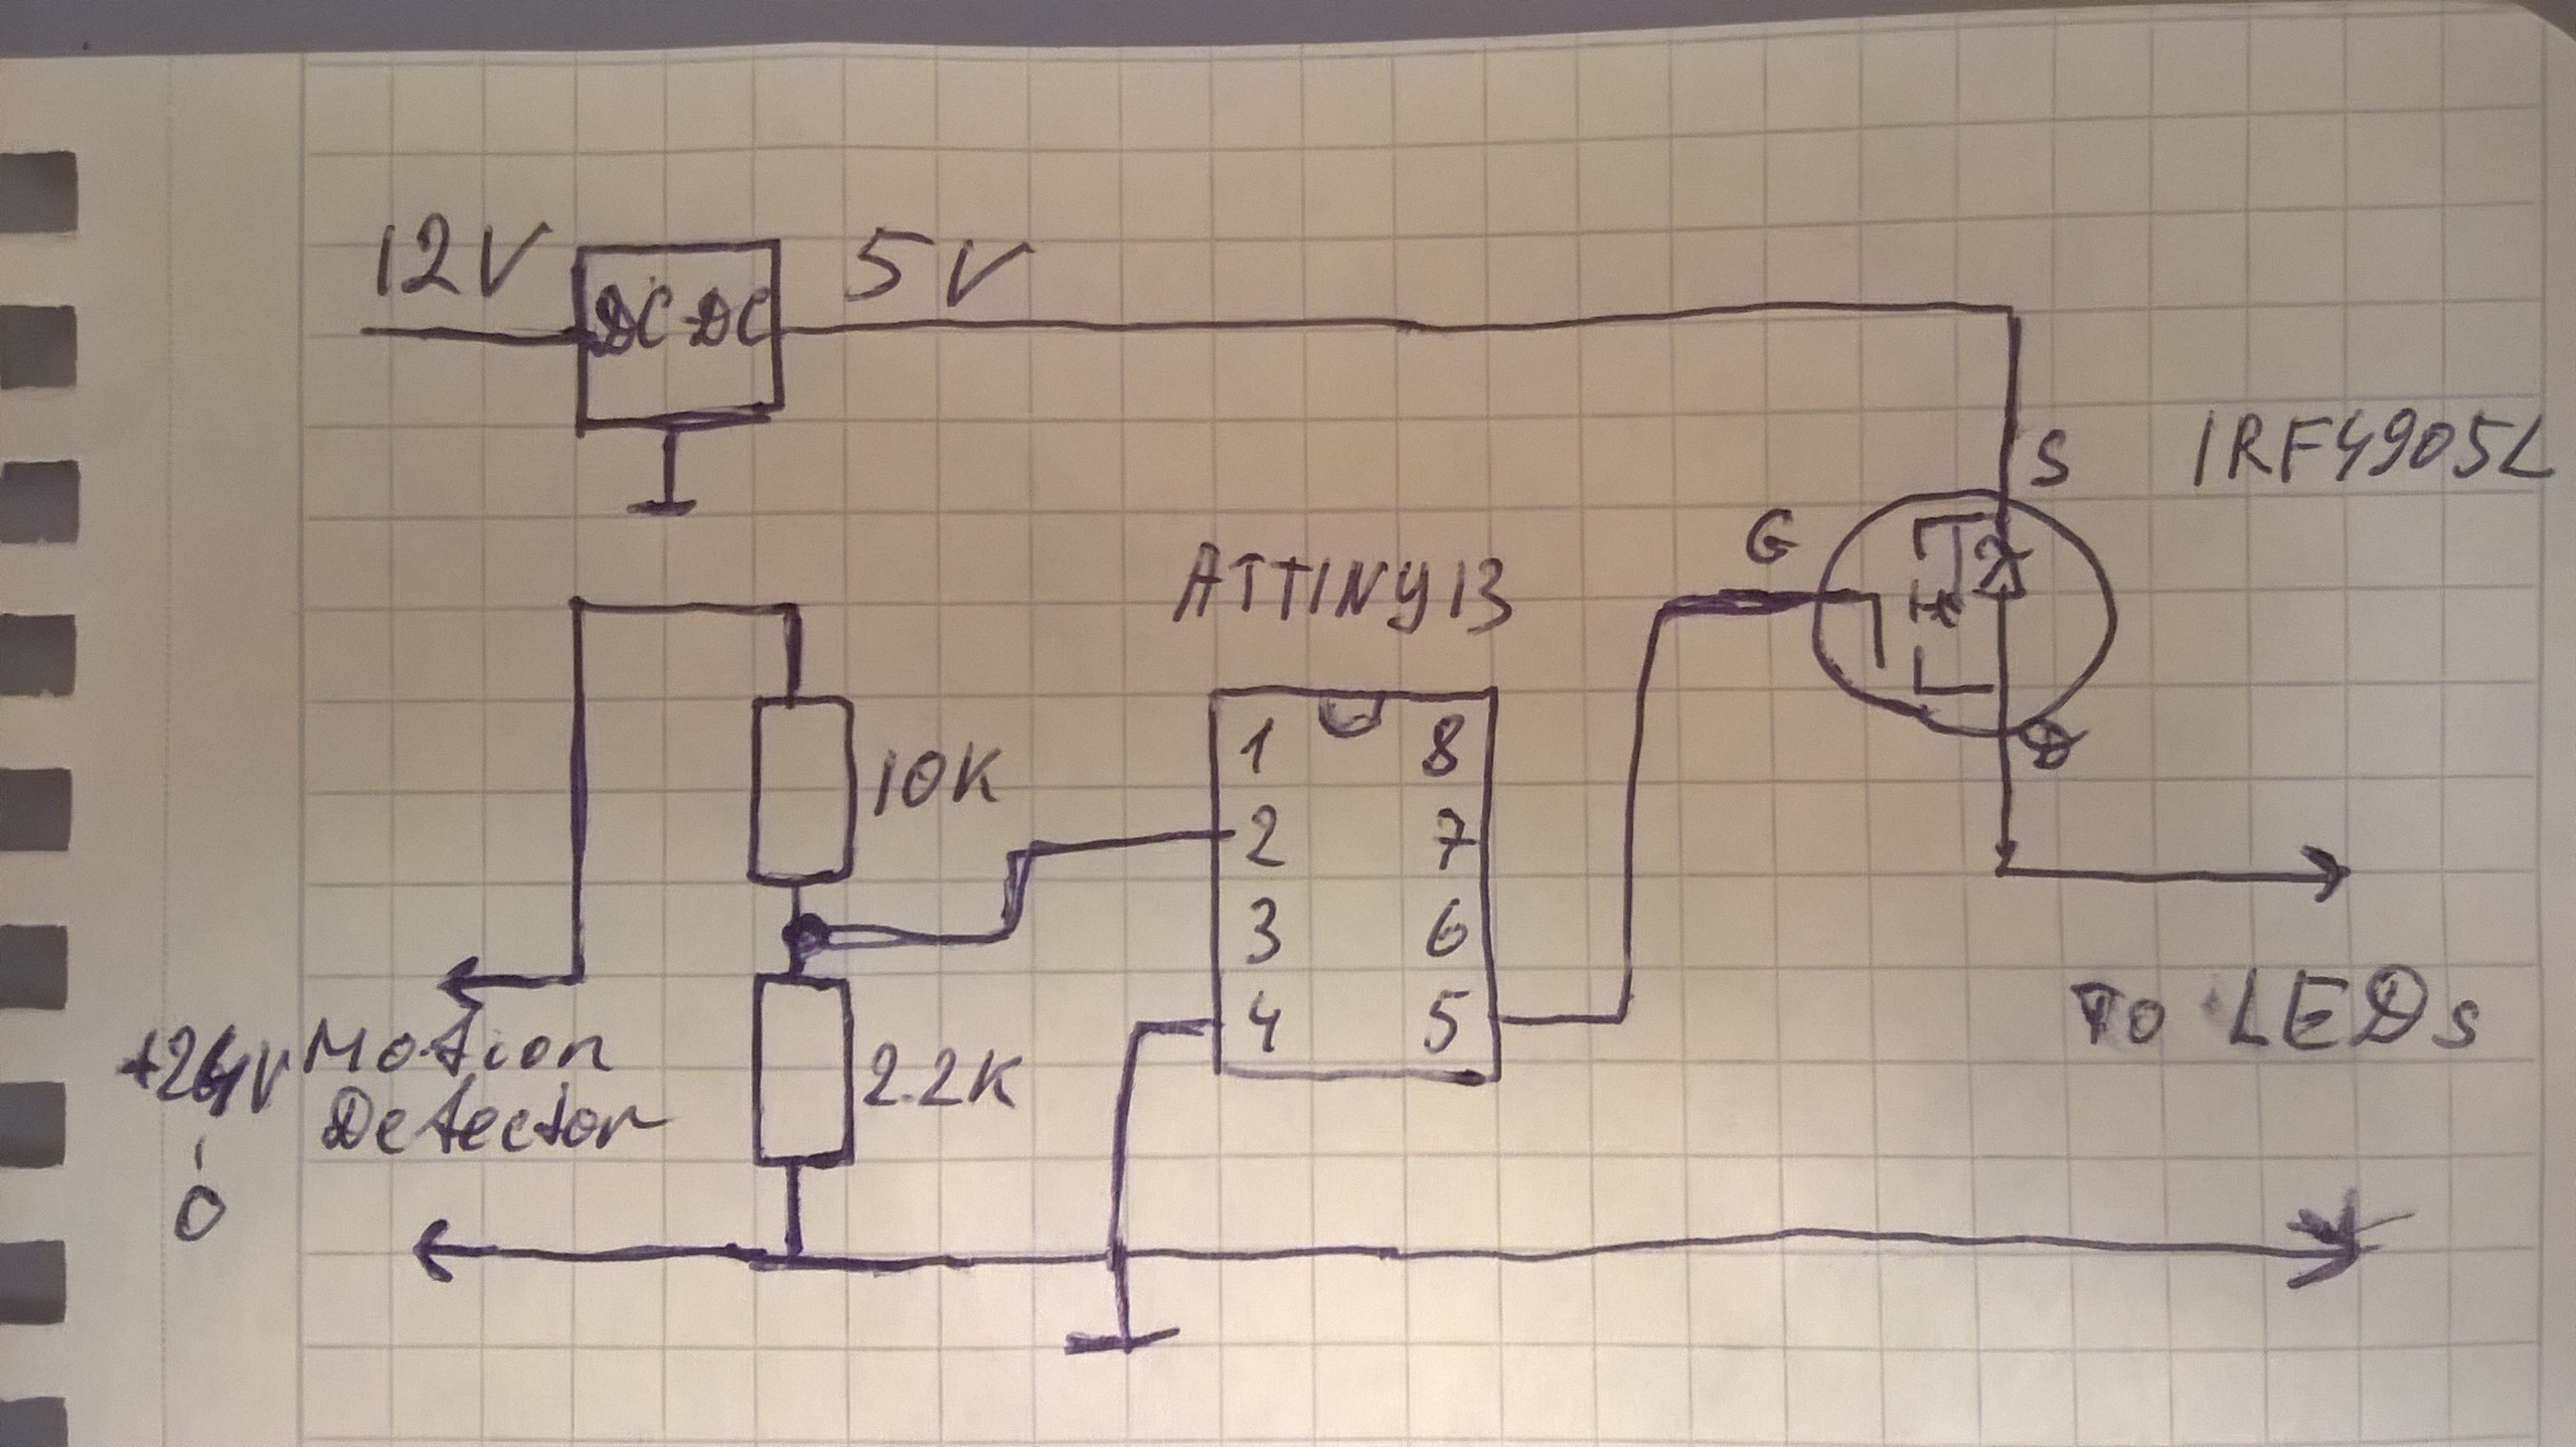 12V
DC-DC
5V
S
IRF4905L
G
ATTINY13
D
10K
1 8
2 7
3 6
4 5
Motion
Detector
2.2K
To LEDs
-
0